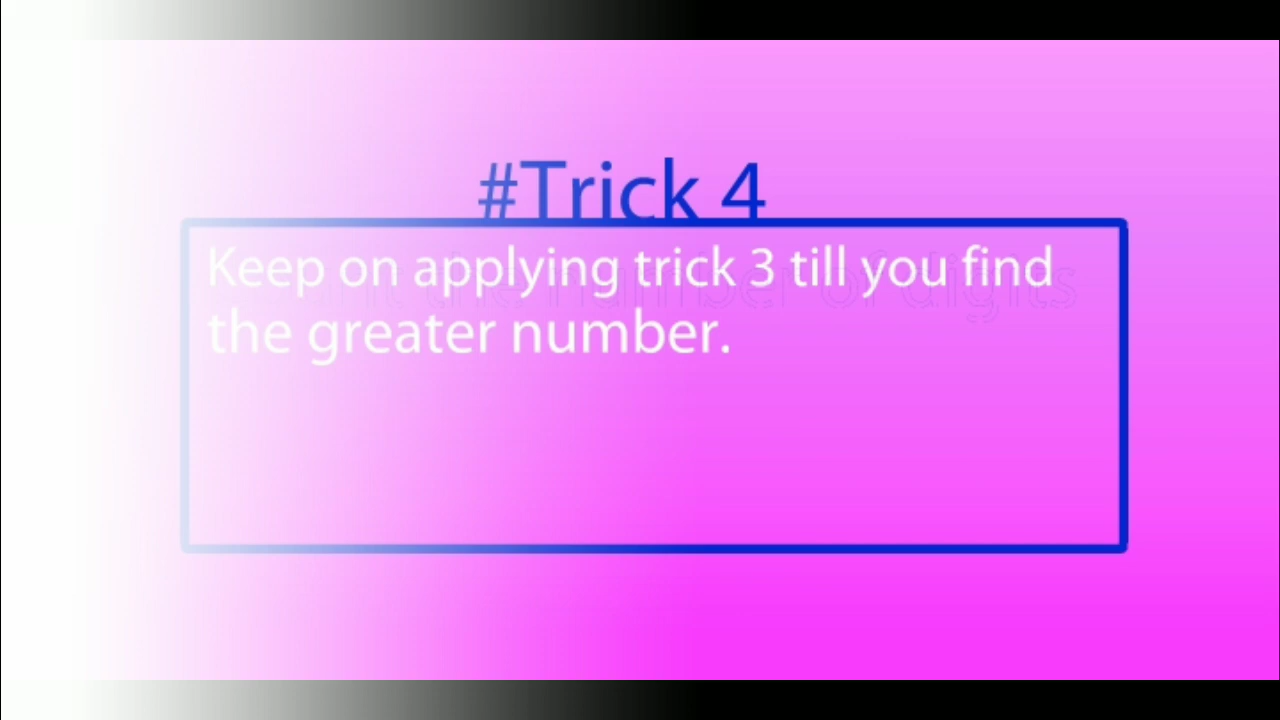 #Trick 4
Keep on applying trick 3 till you find
the greater number.